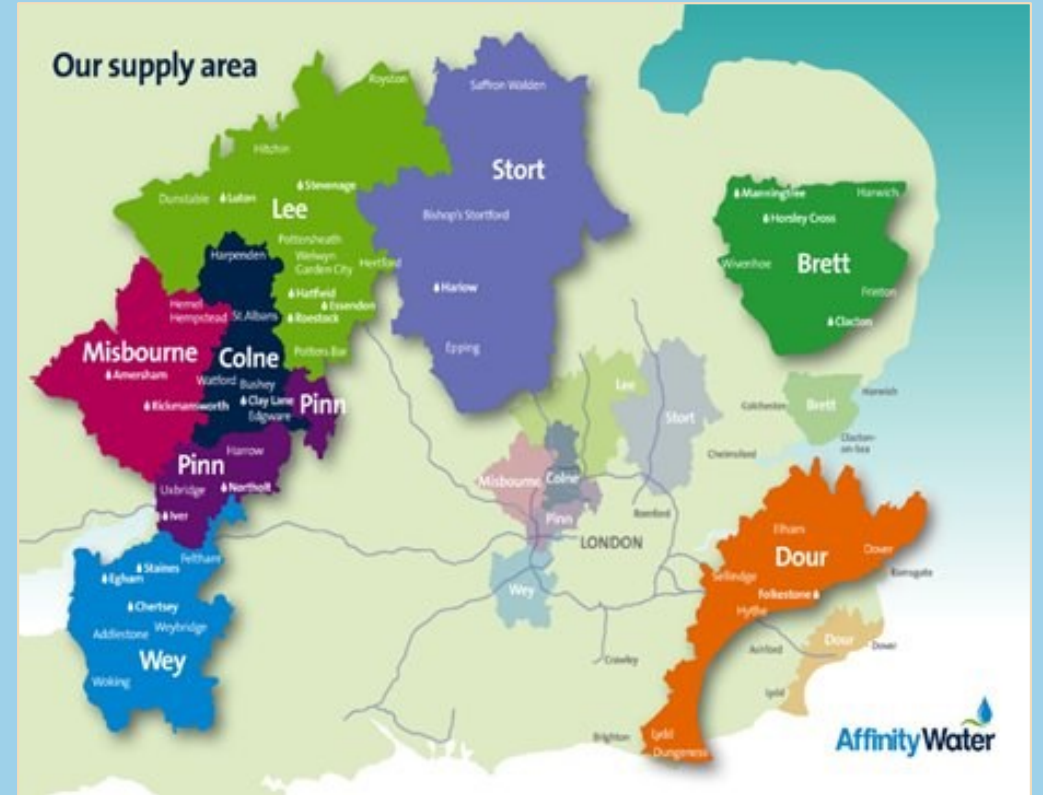 Our supply area
Royston
Saffron Walden
Hitchin
Stort
Stevenage
Dunstable
Luton
Lee
Manningtree
Harwich
Horsley Cross
Bishop's Stortford
Pottersheath
Harpenden
Welwyn
Garden City
Hertford
Wivenhoe
Brett
Hatfield
Harlow
Frinton
Essendon
Hemel
Hempstead
St.Albans
Roestock
Clacton
Misbourne
Colne
Potters Bar
Epping
Amersham
Watford
Bushey
Rickmansworth
Clay Lane
Pinn
Edgware
Lee
Stort
Colchester
Brett
Harwich
Clacton-
on-Sea
Chelmsford
Pinn
Harrow
Uxbridge
Northolt
Iver
Misbourne
Colne
Pinn
Romford
LONDON
Elham
Dour
Dover
Ramsgate
Feltham
Staines
Egham
Chertsey
Addlestone
Weybridge
Wey
Woking
Wey
Sellindge
Folkestone
Hythe
Crawley
Ashford
Dour
Dover
Lydd
Brighton
Lydd
Dungeness
AffinityWater